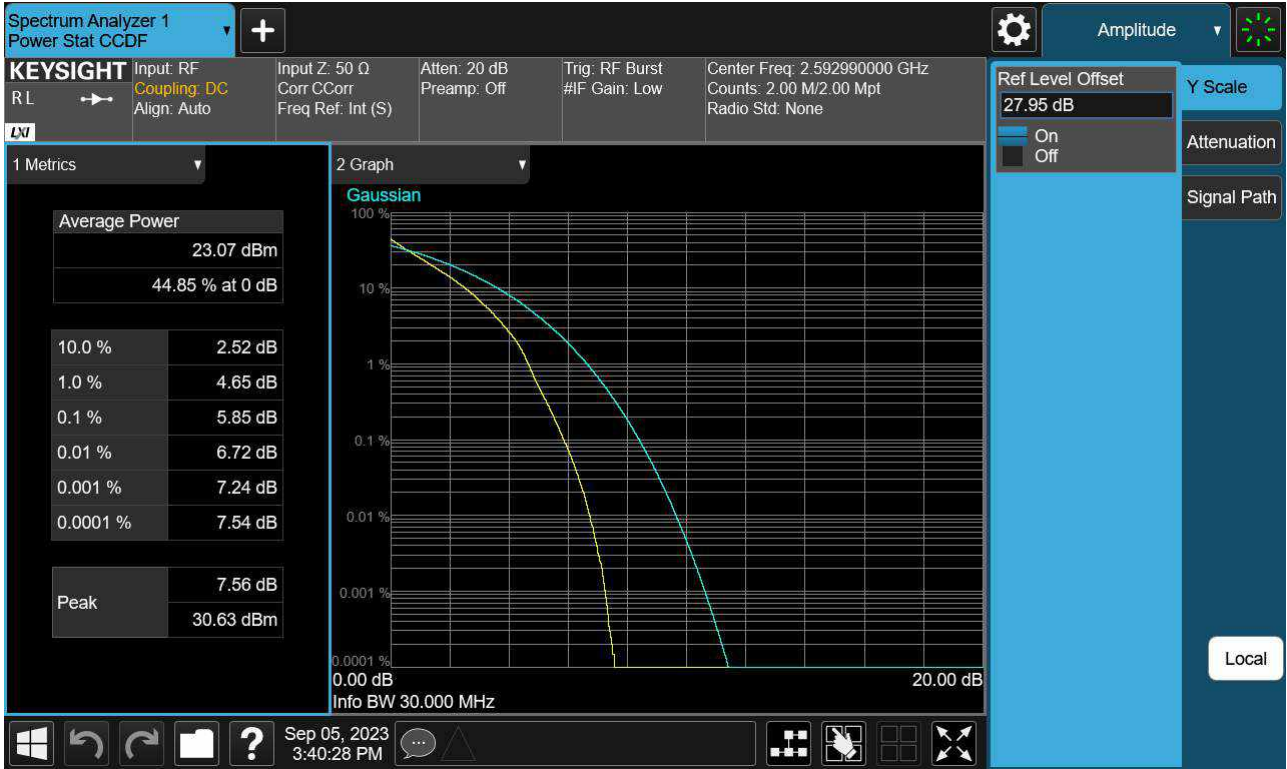 Spectrum Analyzer 1
Power Stat CCDF
Amplitude
KEYSIGHT
R L
LXI
Input: RF
Coupling: DC
Align: Auto
Input Z: 50 Ω
Corr CCorr
Freq Ref: Int (S)
Atten: 20 dB
Preamp: Off
Trig: RF Burst
#IF Gain: Low
Center Freq: 2.592990000 GHz
Counts: 2.00 M/2.00 Mpt
Radio Std: None
Ref Level Offset
27.95 dB
On
Off
Y Scale
Attenuation
Signal Path
Local
1 Metrics
Average Power
23.07 dBm
44.85 % at 0 dB
10.0 % 2.52 dB
1.0 % 4.65 dB
0.1 % 5.85 dB
0.01 % 6.72 dB
0.001 % 7.24 dB
0.0001 % 7.54 dB
Peak
7.56 dB
30.63 dBm
2 Graph
Gaussian
100 %
10 %
1 %
0.1 %
0.01 %
0.001 %
0.0001 %
0.00 dB 20.00 dB
Info BW 30.000 MHz
?
Sep 05, 2023
3:40:28 PM